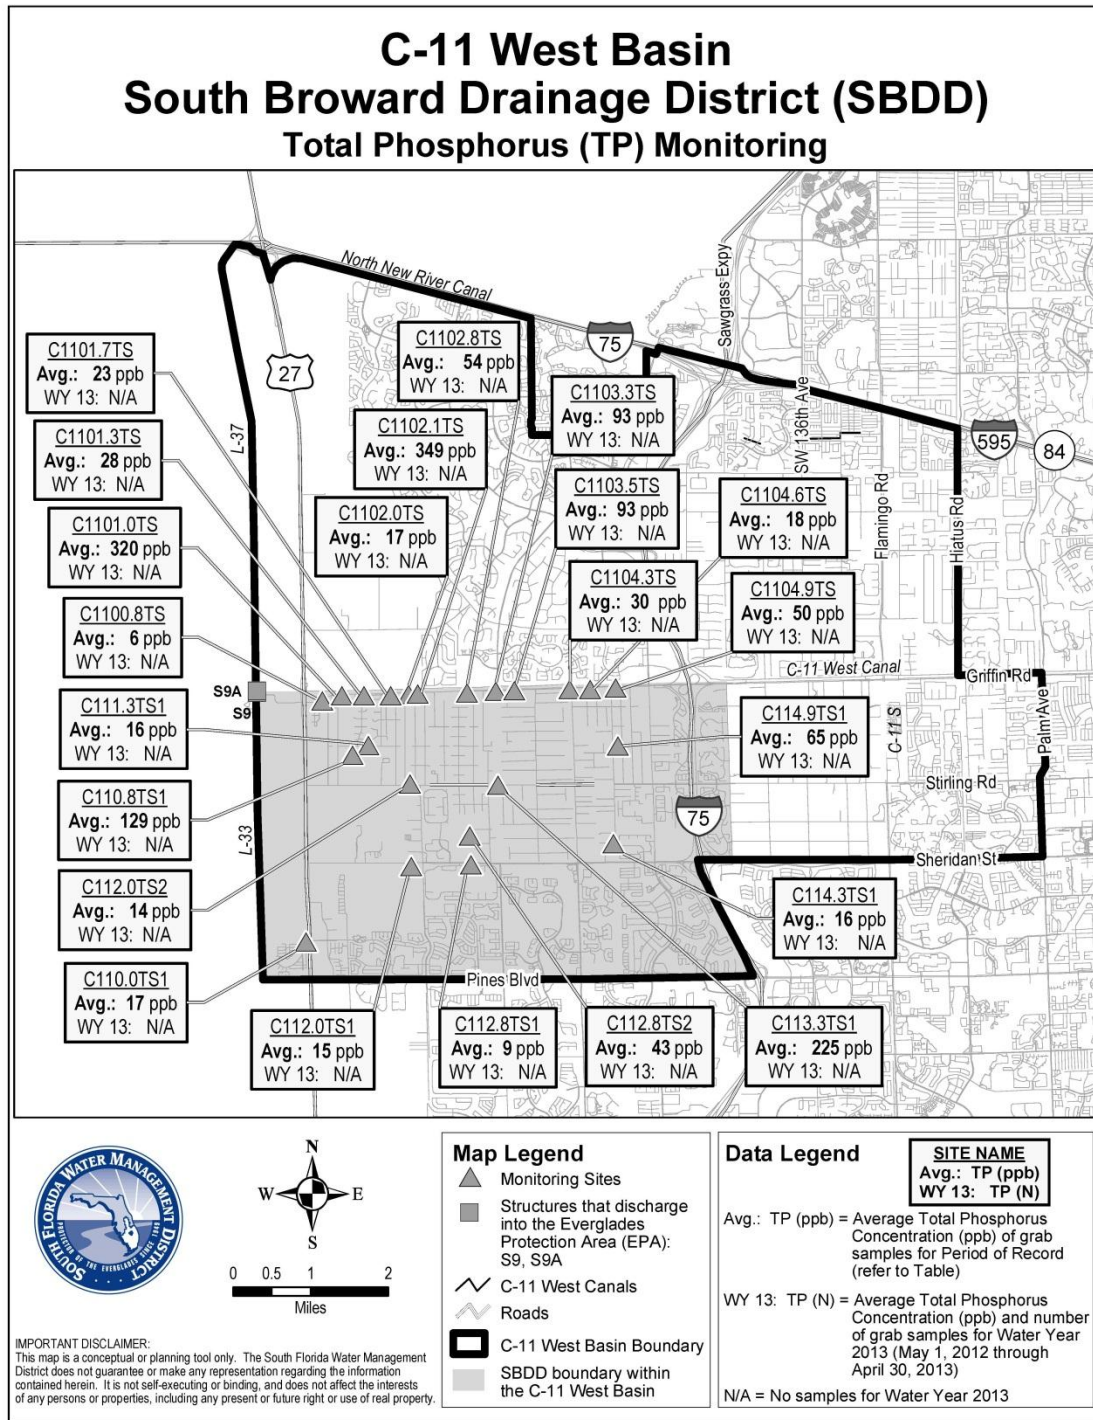 C-11 West Basin
South Broward Drainage District (SBDD)
Total Phosphorus (TP) Monitoring
North New River Canal
Sawgrass Expy
75
27
SW 136th Ave
595
84
Flamingo Rd
Hiatus Rd
L-37
C1101.7TS
Avg.: 23 ppb
WY 13: N/A
C1102.8TS
Avg.: 54 ppb
WY 13: N/A
C1103.3TS
Avg.: 93 ppb
WY 13: N/A
C1101.3TS
Avg.: 28 ppb
WY 13: N/A
C1102.1TS
Avg.: 349 ppb
WY 13: N/A
C1103.5TS
Avg.: 93 ppb
WY 13: N/A
C1104.6TS
Avg.: 18 ppb
WY 13: N/A
C1101.0TS
Avg.: 320 ppb
WY 13: N/A
C1102.0TS
Avg.: 17 ppb
WY 13: N/A
C1104.3TS
Avg.: 30 ppb
WY 13: N/A
C1104.9TS
Avg.: 50 ppb
WY 13: N/A
C1100.8TS
Avg.: 6 ppb
WY 13: N/A
C-11 West Canal
Griffin Rd
Palm Ave
S9A
S9
C111.3TS1
Avg.: 16 ppb
WY 13: N/A
C114.9TS1
Avg.: 65 ppb
WY 13: N/A
C-11 S
Stirling Rd
C110.8TS1
Avg.: 129 ppb
WY 13: N/A
L-33
75
Sheridan St
C112.0TS2
Avg.: 14 ppb
WY 13: N/A
C114.3TS1
Avg.: 16 ppb
WY 13: N/A
C110.0TS1
Avg.: 17 ppb
WY 13: N/A
Pines Blvd
C112.0TS1
Avg.: 15 ppb
WY 13: N/A
C112.8TS1
Avg.: 9 ppb
WY 13: N/A
C112.8TS2
Avg.: 43 ppb
WY 13: N/A
C113.3TS1
Avg.: 225 ppb
WY 13: N/A
SOUTH FLORIDA WATER MANAGEMENT DISTRICT
PROTECTOR OF THE EVERGLADES SINCE 1949
N
W
E
S
0 0.5 1 2
Miles
Map Legend
Monitoring Sites
Structures that discharge
into the Everglades
Protection Area (EPA):
S9, S9A
C-11 West Canals
Roads
C-11 West Basin Boundary
SBDD boundary within
the C-11 West Basin
Data Legend
SITE NAME
Avg.: TP (ppb)
WY 13: TP (N)
Avg.: TP (ppb) = Average Total Phosphorus
Concentration (ppb) of grab
samples for Period of Record
(refer to Table)
WY 13: TP (N) = Average Total Phosphorus
Concentration (ppb) and number
of grab samples for Water Year
2013 (May 1, 2012 through
April 30, 2013)
N/A = No samples for Water Year 2013
IMPORTANT DISCLAIMER:
This map is a conceptual or planning tool only. The South Florida Water Management
District does not guarantee or make any representation regarding the information
contained herein. It is not self-executing or binding, and does not affect the interests
of any persons or properties, including any present or future right or use of real property.